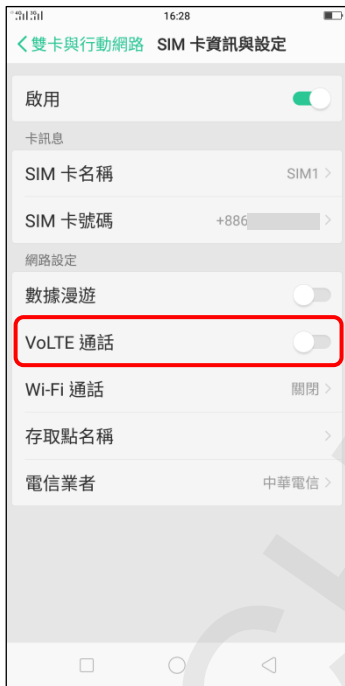 16:28
雙卡與行動網路 SIM 卡資訊與設定
啟用
卡訊息
SIM 卡名稱 SIM1
SIM 卡號碼 +886
網路設定
數據漫遊
VoLTE 通話
Wi-Fi 通話 關閉
存取點名稱
電信業者 中華電信